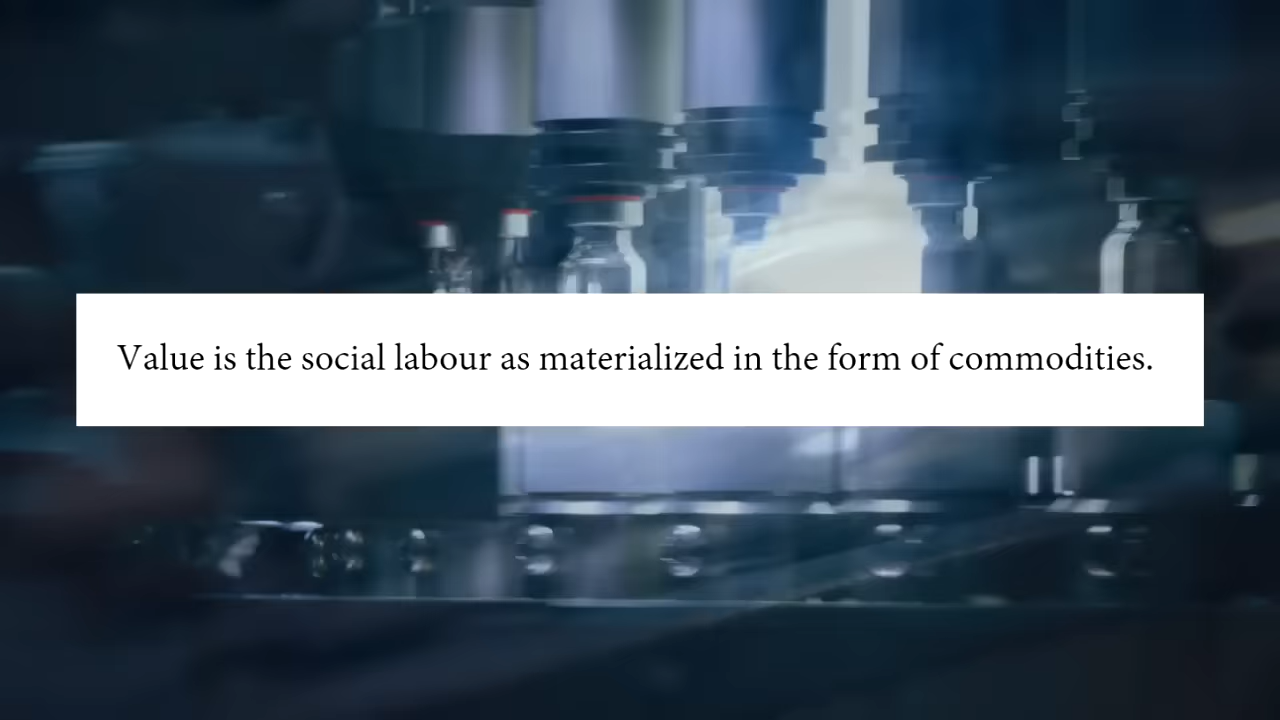 Value is the social labour as materialized in the form of commodities.